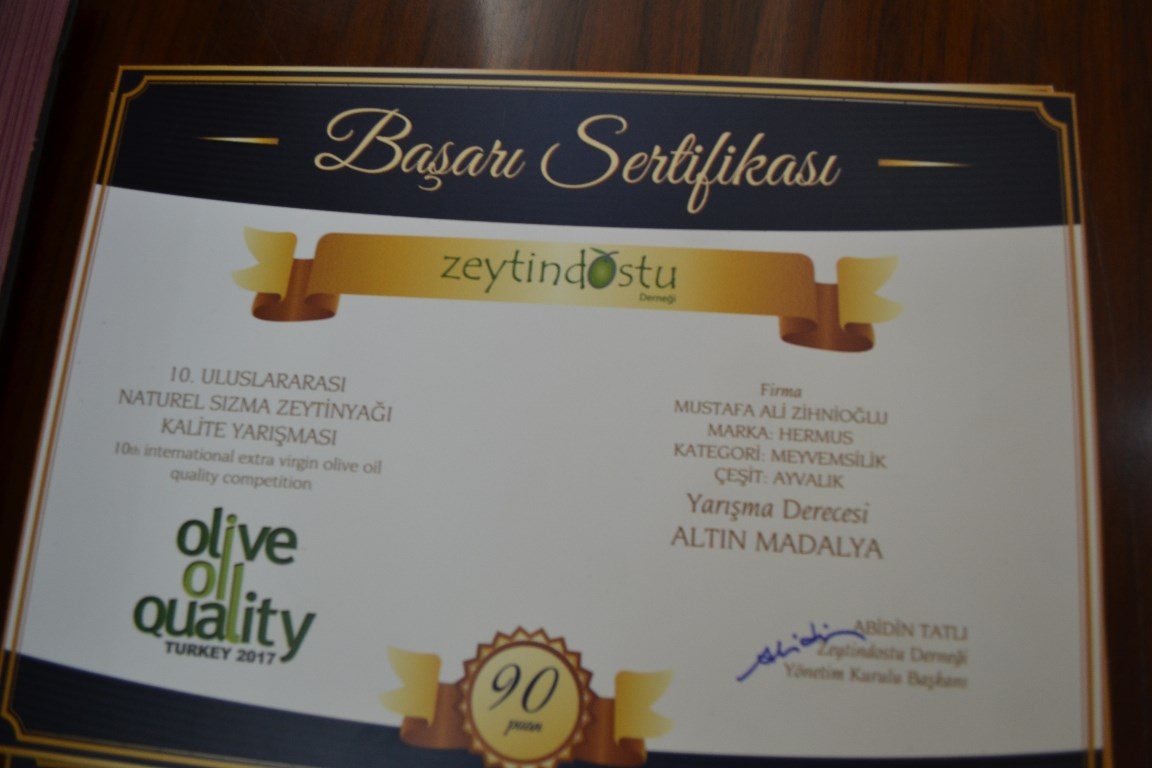 Başarı Sertifikası
zeytindostu
Derneği
10. ULUSLARARASI
NATUREL SIZMA ZEYTİNYAĞI
KALİTE YARIŞMASI
10th international extra virgin olive oil
quality competition
olive
oil
quality
TURKEY 2017
Firma
MUSTAFA ALİ ZİHNİOĞLU
MARKA: HERMUS
KATEGORİ: MEYVEMSİLİK
ÇEŞİT: AYVALIK
Yarışma Derecesi
ALTIN MADALYA
ABİDİN TATLI
Zeytindostu Derneği
Yönetim Kurulu Başkanı
90
puan